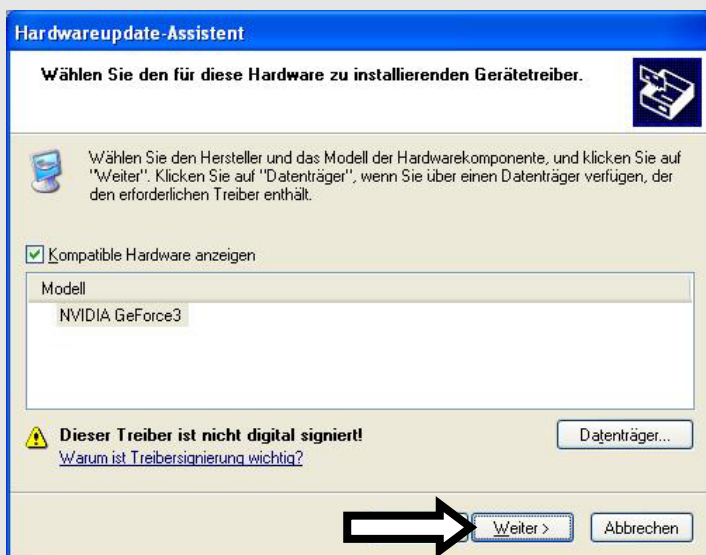 Hardwareupdate-Assistent
Wählen Sie den für diese Hardware zu installierenden Gerätetreiber.
Wählen Sie den Hersteller und das Modell der Hardwarekomponente, und klicken Sie auf
"Weiter". Klicken Sie auf "Datenträger", wenn Sie über einen Datenträger verfügen, der
den erforderlichen Treiber enthält.
Kompatible Hardware anzeigen
Modell
NVIDIA GeForce3
Dieser Treiber ist nicht digital signiert!
Datenträger...
Warum ist Treibersignierung wichtig?
Weiter >
Abbrechen